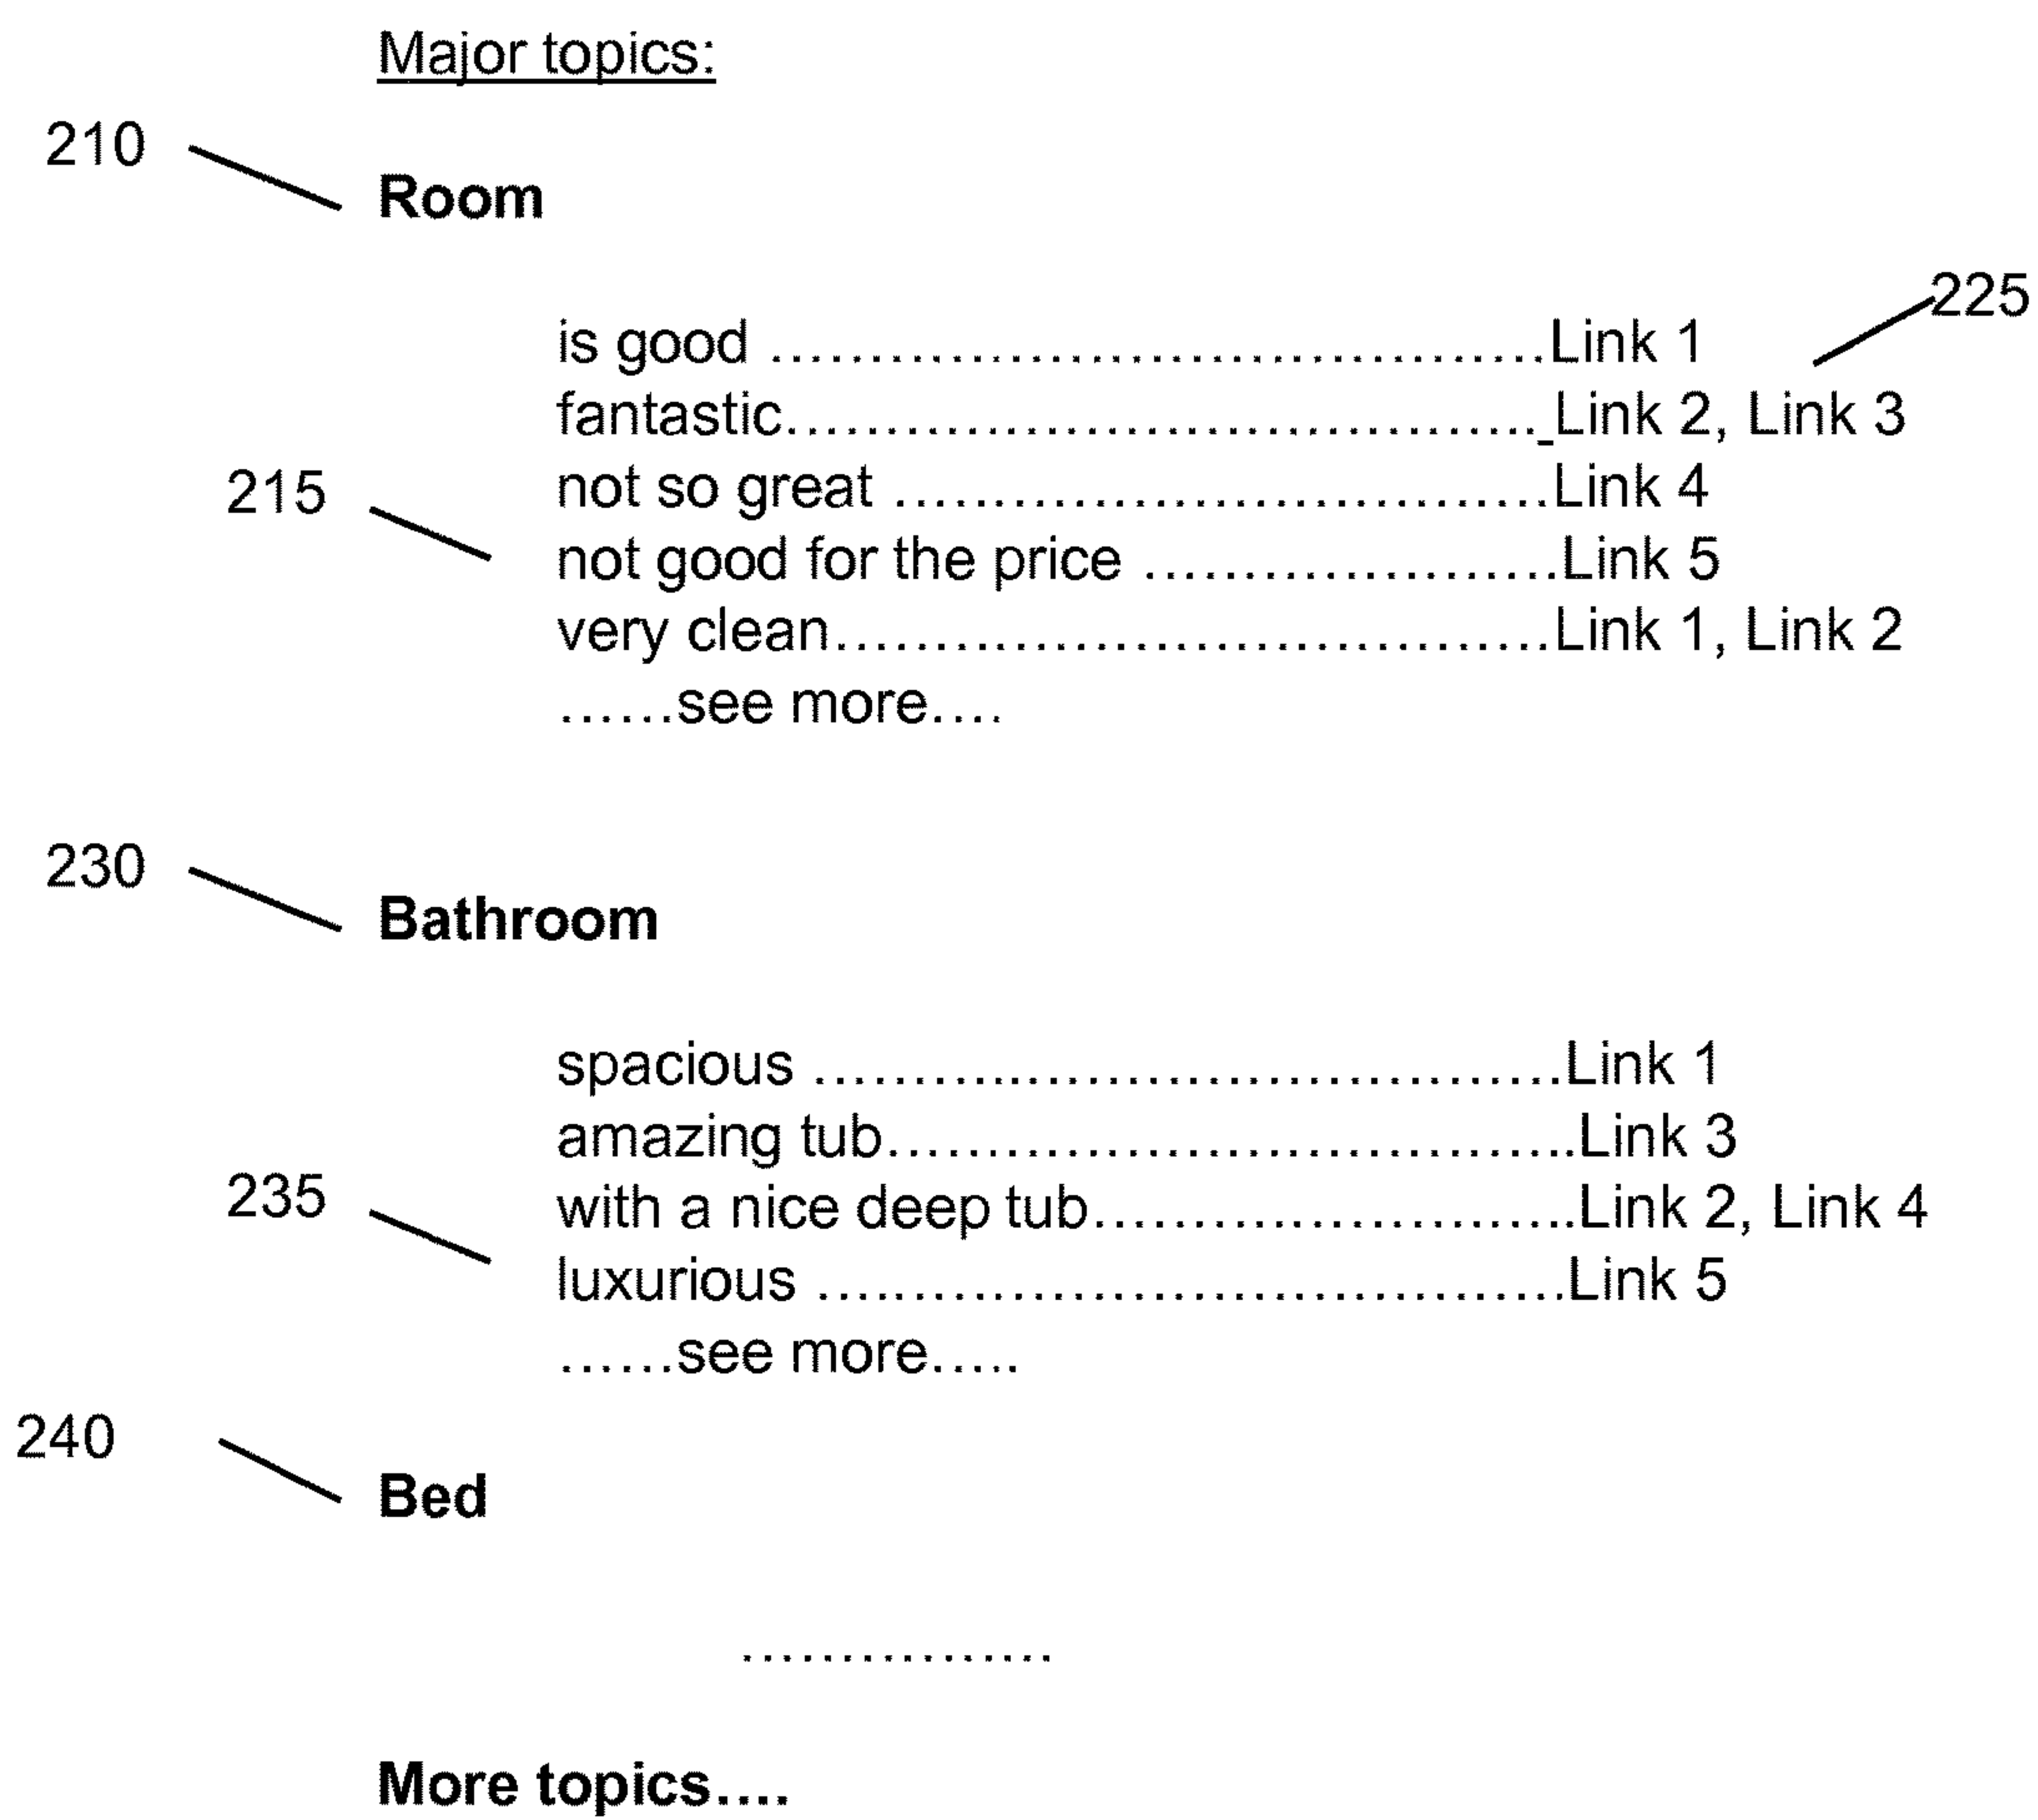 Major topics:
210
Room
225
is good ......................................Link 1
fantastic....................................._Link 2, Link 3
215
not so great ................................Link 4
not good for the price .....................Link 5
very clean...................................Link 1, Link 2
......see more....
230
Bathroom
spacious .....................................Link 1
amazing tub..................................Link 3
235
with a nice deep tub........................Link 2, Link 4
luxurious .....................................Link 5
......see more.....
240
Bed
................
More topics....